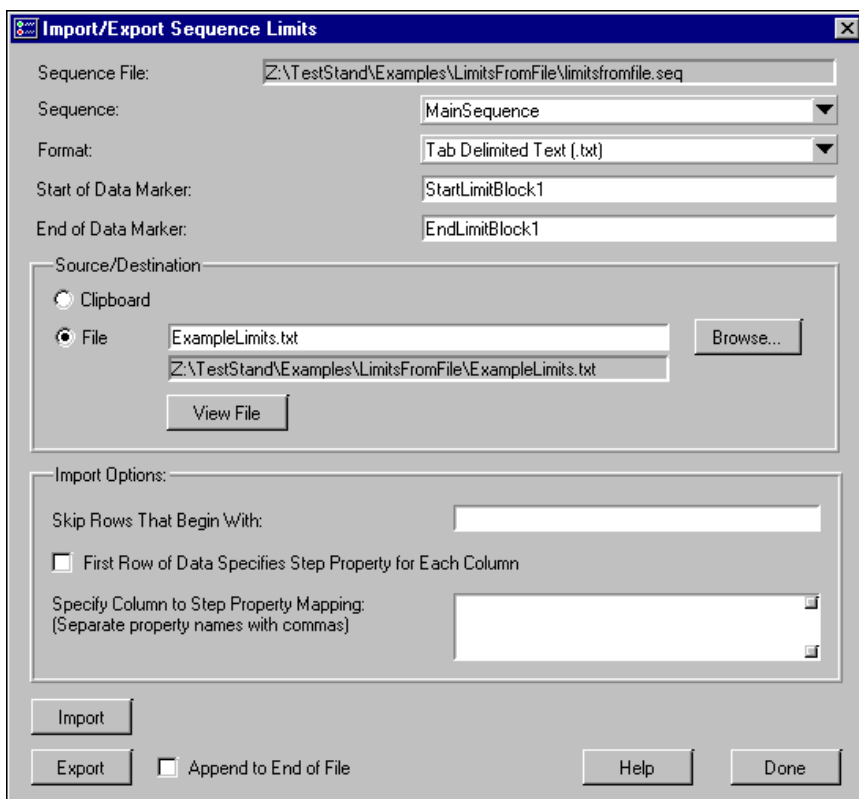 Import/Export Sequence Limits
Sequence File: Z:\TestStand\Examples\LimitsFromFile\limitsfromfile.seq
Sequence: MainSequence
Format: Tab Delimited Text (.txt)
Start of Data Marker: StartLimitBlock1
End of Data Marker: EndLimitBlock1
Source/Destination
Clipboard
File ExampleLimits.txt Browse...
Z:\TestStand\Examples\LimitsFromFile\ExampleLimits.txt
View File
Import Options:
Skip Rows That Begin With:
First Row of Data Specifies Step Property for Each Column
Specify Column to Step Property Mapping:
(Separate property names with commas)
Import
Export Append to End of File Help Done